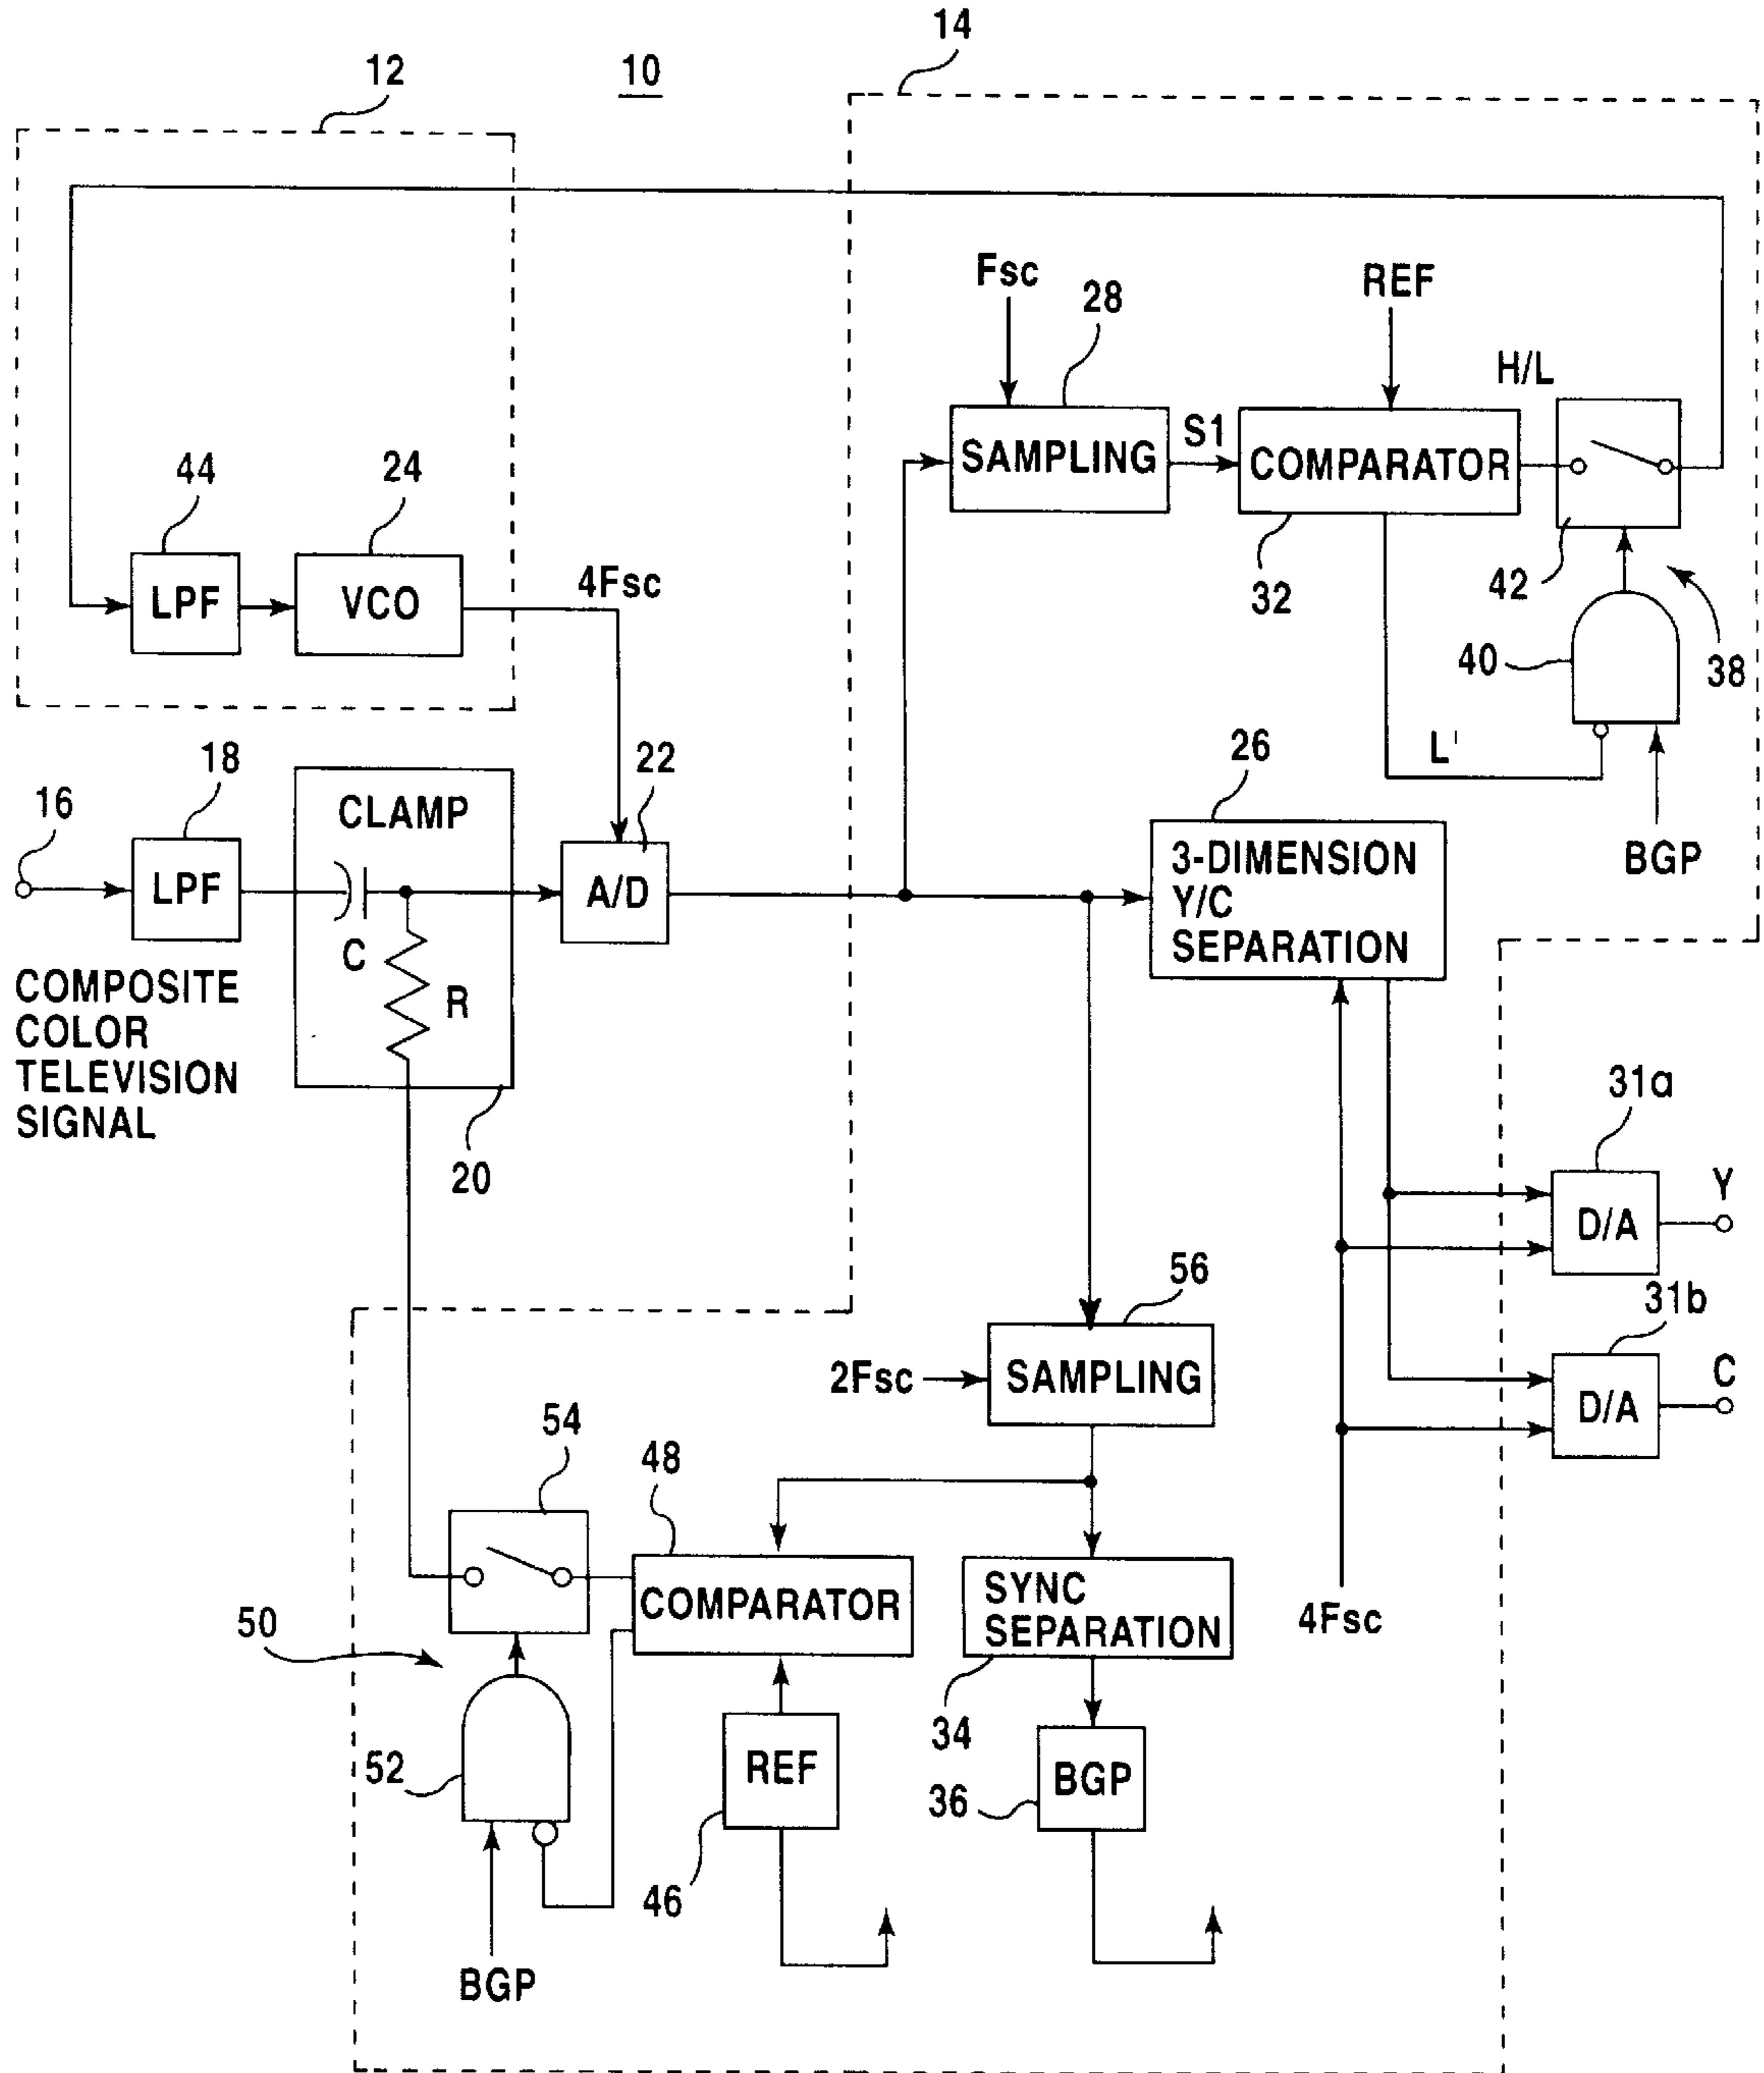 14
12
10
Fsc
28
REF
H/L
SAMPLING
S1
COMPARATOR
44
24
LPF
VCO
4Fsc
32
42
40
38
L'
BGP
16
18
CLAMP
22
26
LPF
C
R
A/D
3-DIMENSION
Y/C
SEPARATION
COMPOSITE
COLOR
TELEVISION
SIGNAL
20
31a
D/A
Y
56
31b
2Fsc
SAMPLING
D/A
C
54
48
COMPARATOR
SYNC
SEPARATION
4Fsc
50
34
52
REF
BGP
46
36
BGP